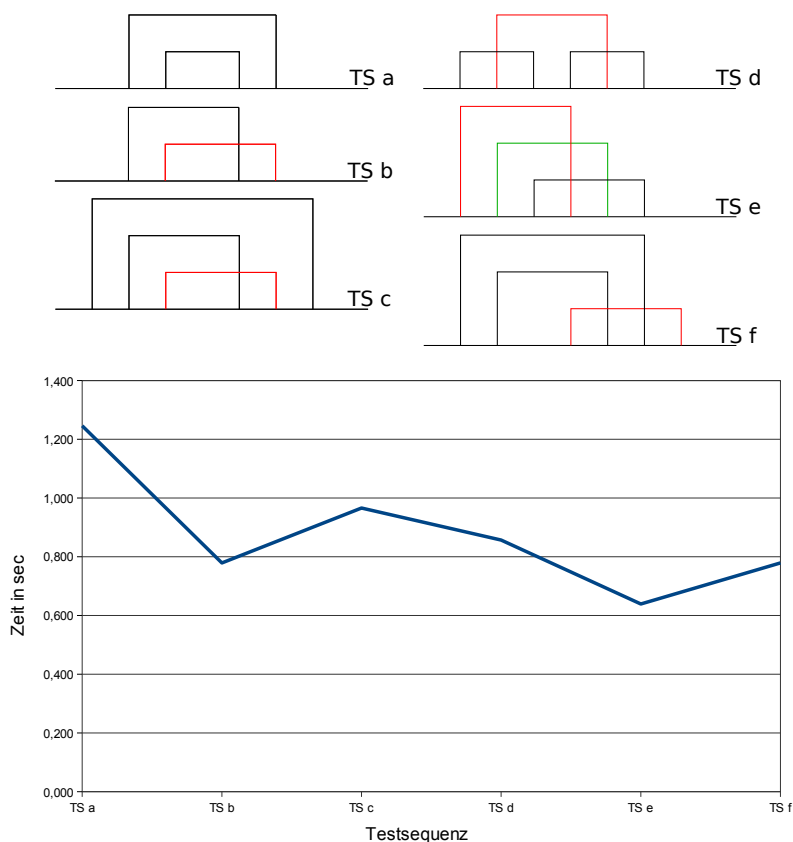 TS a
TS d
TS b
TS e
TS c
TS f
1,400
1,200
1,000
0,800
0,600
0,400
0,200
0,000
Zeit in sec
TS a TS b TS c TS d TS e TS f
Testsequenz